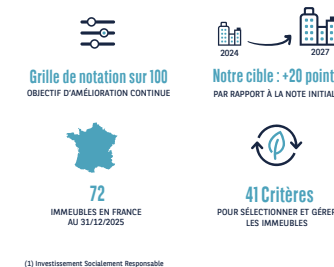 2024
2027
Grille de notation sur 100
OBJECTIF D'AMÉLIORATION CONTINUE
Notre cible : +20 point
PAR RAPPORT À LA NOTE INITIAL
72
IMMEUBLES EN FRANCE
AU 31/12/2025
41 Critères
POUR SÉLECTIONNER ET GÉRER
LES IMMEUBLES
(1) Investissement Socialement Responsable